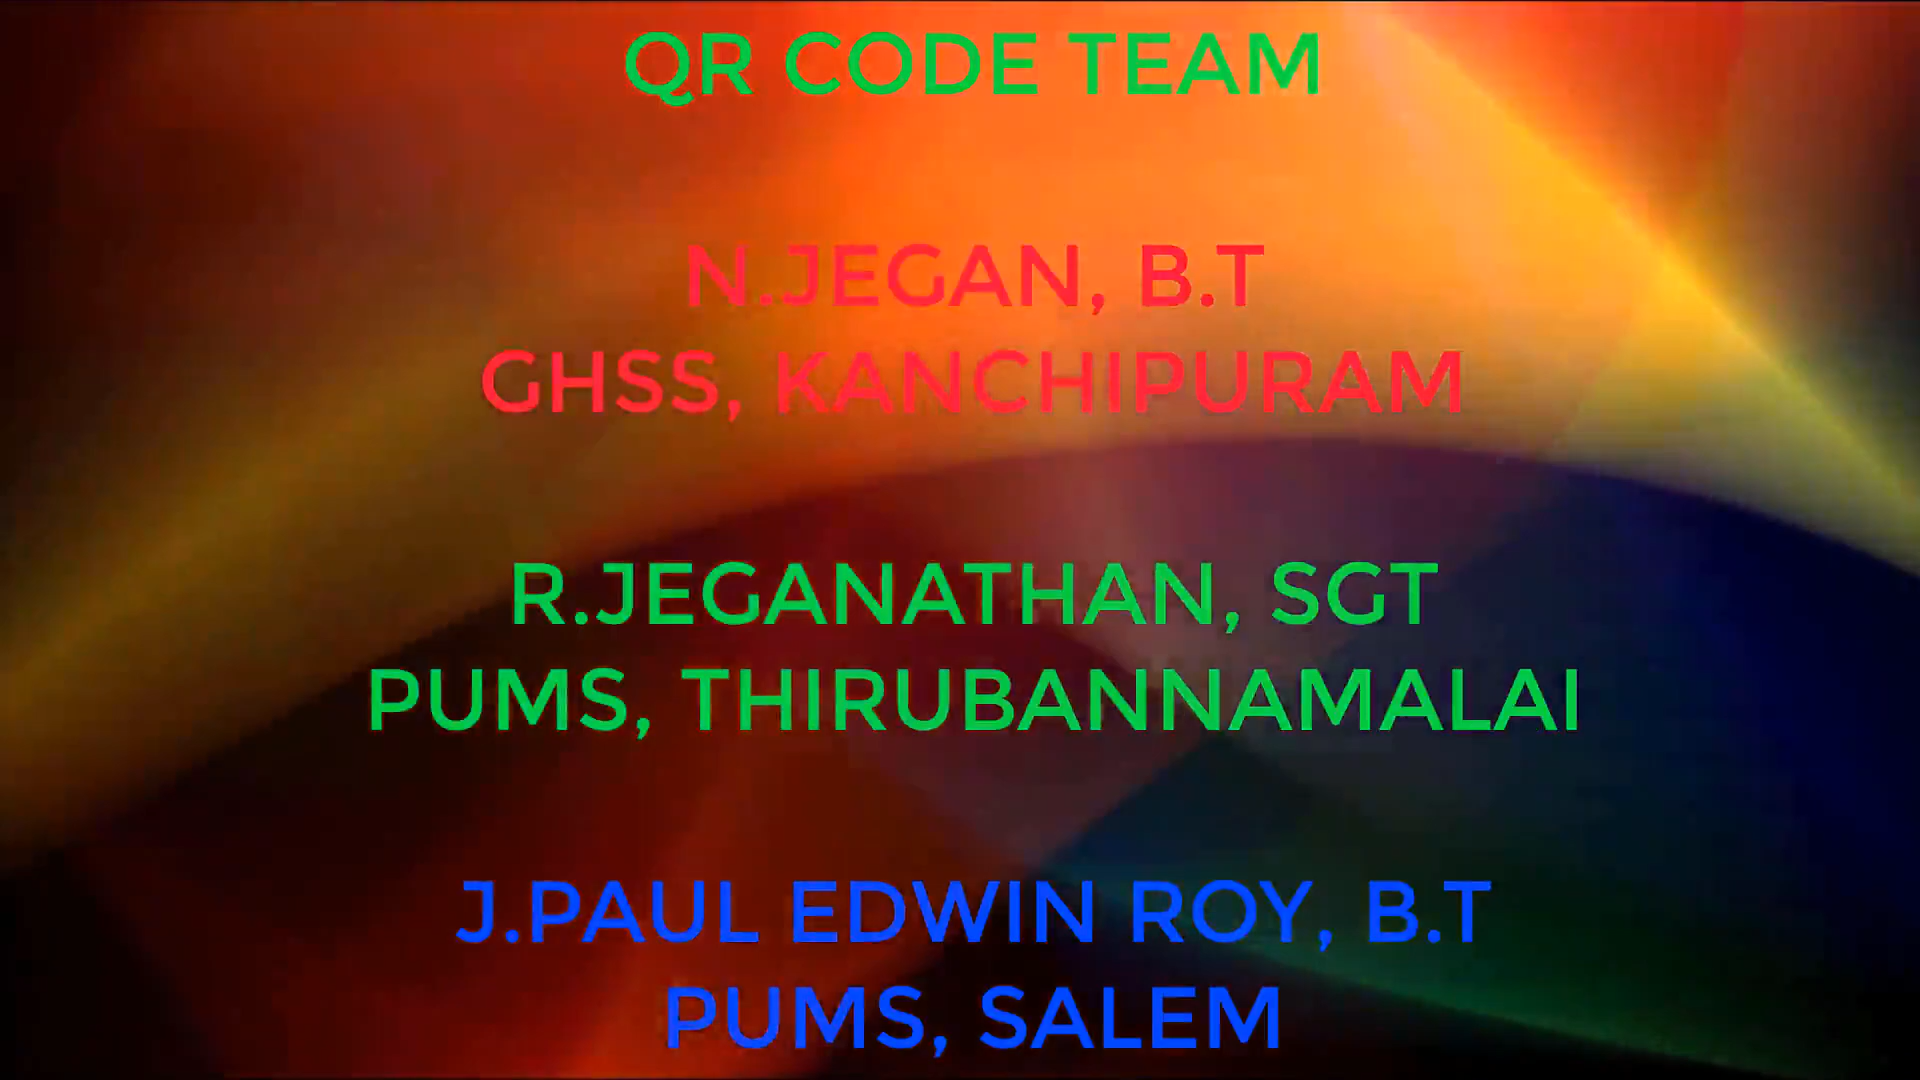 QR CODE TEAM
N.JEGAN, B.T
GHSS, KANCHIPURAM
R.JEGANATHAN, SGT
PUMS, THIRUBANNAMALAI
J.PAUL EDWIN ROY, B.T
PUMS, SALEM